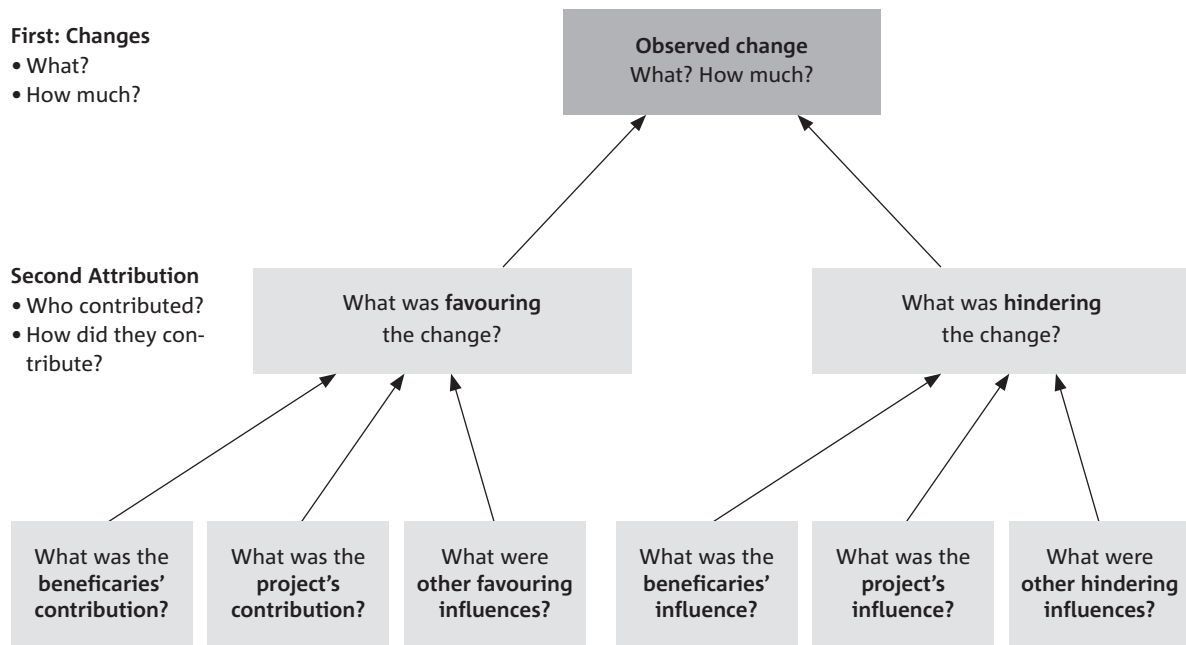 First: Changes
• What?
• How much?
Observed change
What? How much?
Second Attribution
• Who contributed?
• How did they con-
tribute?
What was favouring
the change?
What was hindering
the change?
What was the
beneficaries'
contribution?
What was the
project's
contribution?
What were
other favouring
influences?
What was the
beneficaries'
influence?
What was the
project's
influence?
What were
other hindering
influences?